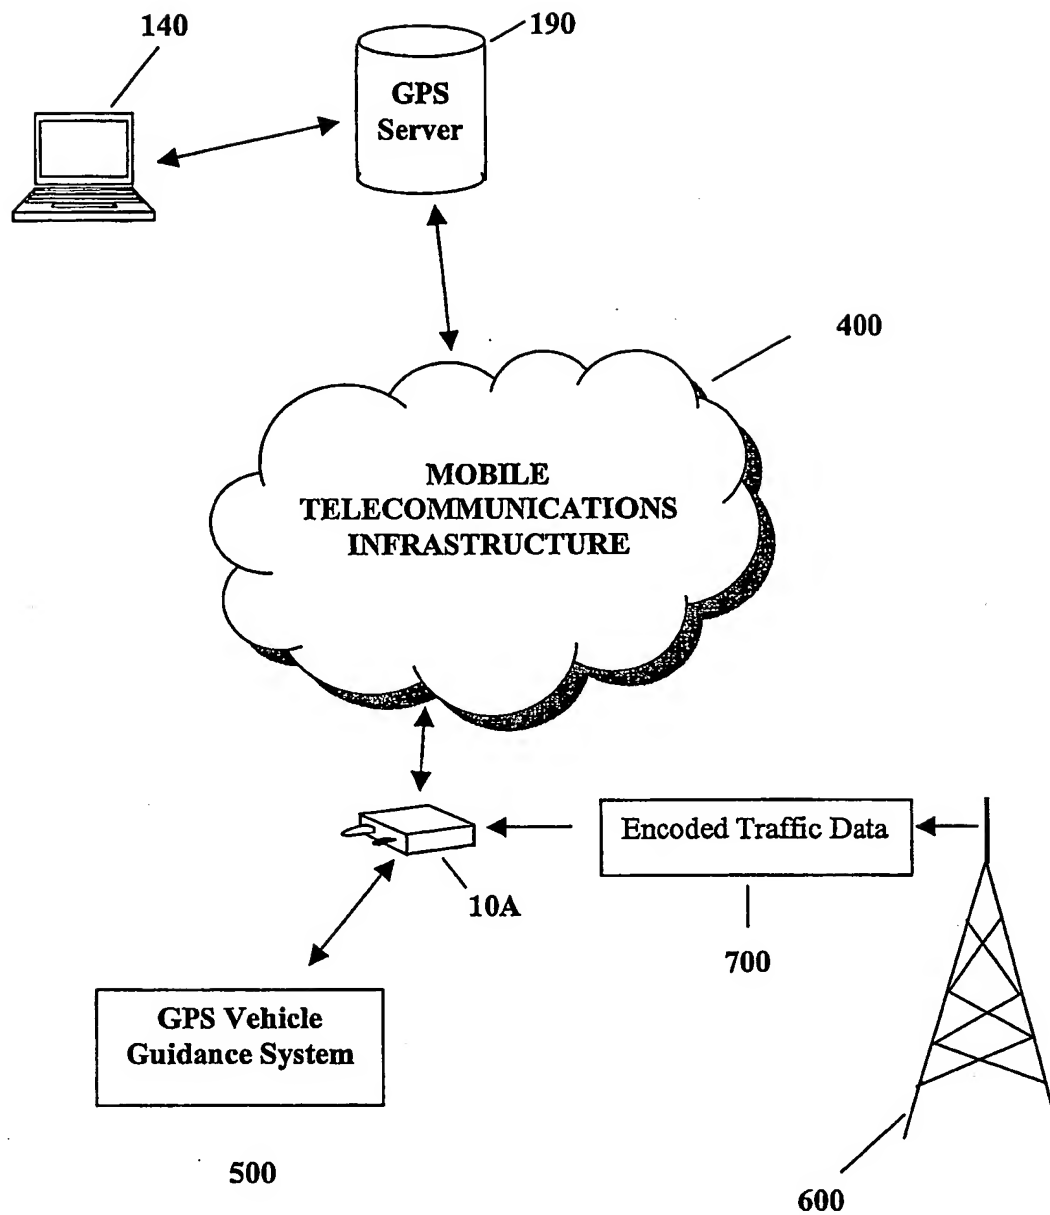 140
190
GPS
Server
400
MOBILE
TELECOMMUNICATIONS
INFRASTRUCTURE
Encoded Traffic Data
10A
700
GPS Vehicle
Guidance System
500
600